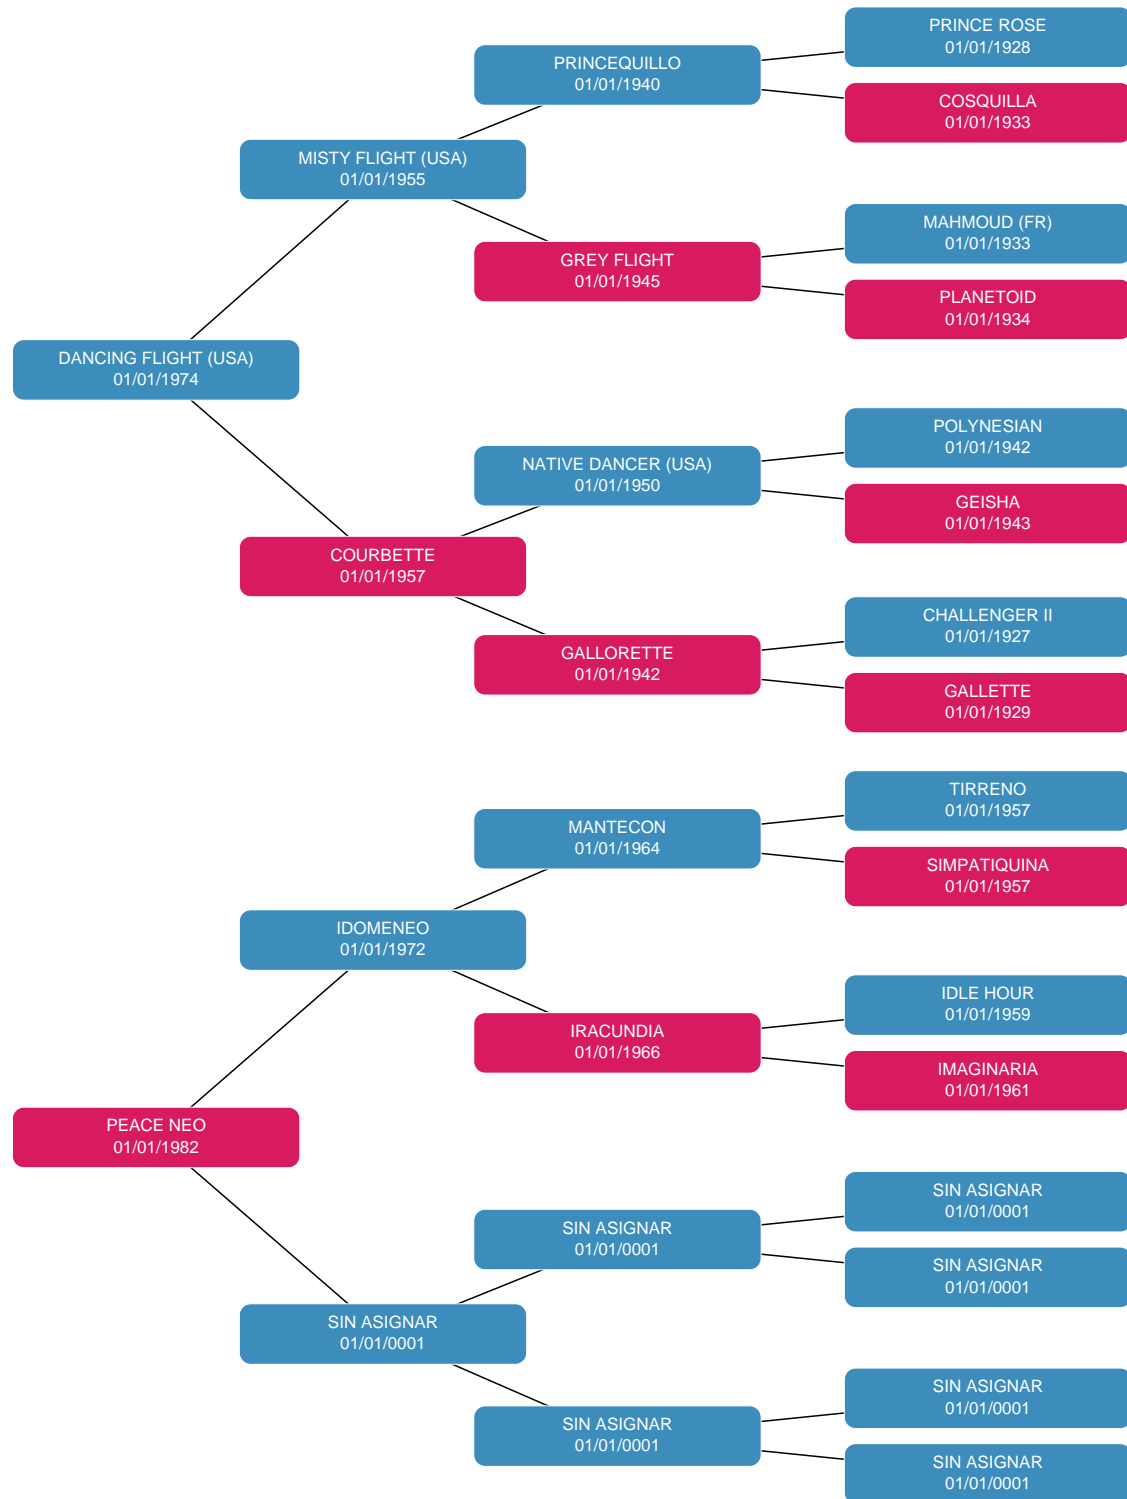 PRINCE ROSE
01/01/1928
PRINCEQUILLO
01/01/1940
COSQUILLA
01/01/1933
MISTY FLIGHT (USA)
01/01/1955
MAHMOUD (FR)
01/01/1933
GREY FLIGHT
01/01/1945
PLANETOID
01/01/1934
DANCING FLIGHT (USA)
01/01/1974
POLYNESIAN
01/01/1942
NATIVE DANCER (USA)
01/01/1950
GEISHA
01/01/1943
COURBETTE
01/01/1957
CHALLENGER II
01/01/1927
GALLORETTE
01/01/1942
GALLETTE
01/01/1929
TIRRENO
01/01/1957
MANTECON
01/01/1964
SIMPATIQUINA
01/01/1957
IDOMENEO
01/01/1972
IDLE HOUR
01/01/1959
IRACUNDIA
01/01/1966
IMAGINARIA
01/01/1961
PEACE NEO
01/01/1982
SIN ASIGNAR
01/01/0001
SIN ASIGNAR
01/01/0001
SIN ASIGNAR
01/01/0001
SIN ASIGNAR
01/01/0001
SIN ASIGNAR
01/01/0001
SIN ASIGNAR
01/01/0001
SIN ASIGNAR
01/01/0001